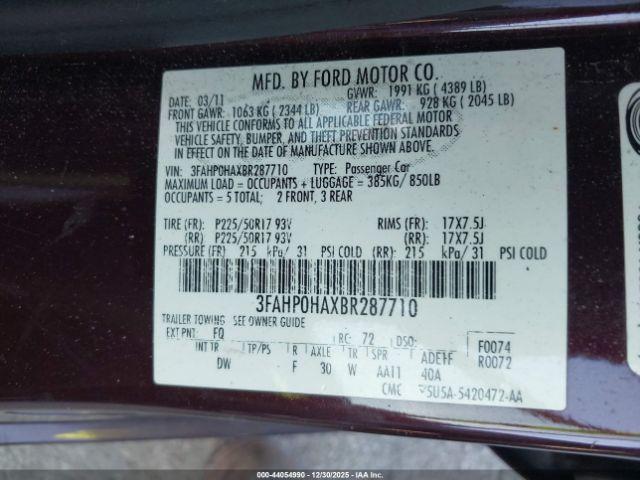 MFD. BY FORD MOTOR CO.
DATE: 03/11 GVWR: 1991 KG ( 4389 LB)
FRONT GAWR: 1063 KG ( 2344 LB) REAR GAWR: 928 KG ( 2045 LB)
THIS VEHICLE CONFORMS TO ALL APPLICABLE FEDERAL MOTOR
VEHICLE SAFETY, BUMPER, AND THEFT PREVENTION STANDARDS
IN EFFECT ON THE DATE OF MANUFACTURE SHOWN ABOVE.
VIN: 3FAHP0HAXBR287710 TYPE: Passenger Car
MAXIMUM LOAD = OCCUPANTS + LUGGAGE = 385KG/ 850LB
OCCUPANTS = 5 TOTAL; 2 FRONT, 3 REAR
TIRE (FR): P225/50R17 93V RIMS (FR): 17X7.5J
(RR): P225/50R17 93V (RR): 17X7.5J
PRESSURE (FR) 215 kPa/ 31 PSI COLD (RR): 215 kPa/ 31 PSI COLD
3FAHP0HAXBR287710
TRAILER TOWING SEE OWNER GUIDE
EXT PNT: FQ RC: 72 DSO: F0074
INT TR TP/PS R AXLE TR SPR ADETF R0072
DW F 30 W AA11 40A
CMC 5U5A-5420472-AA
000-44054990 12/30/2025 - IAAI.COM